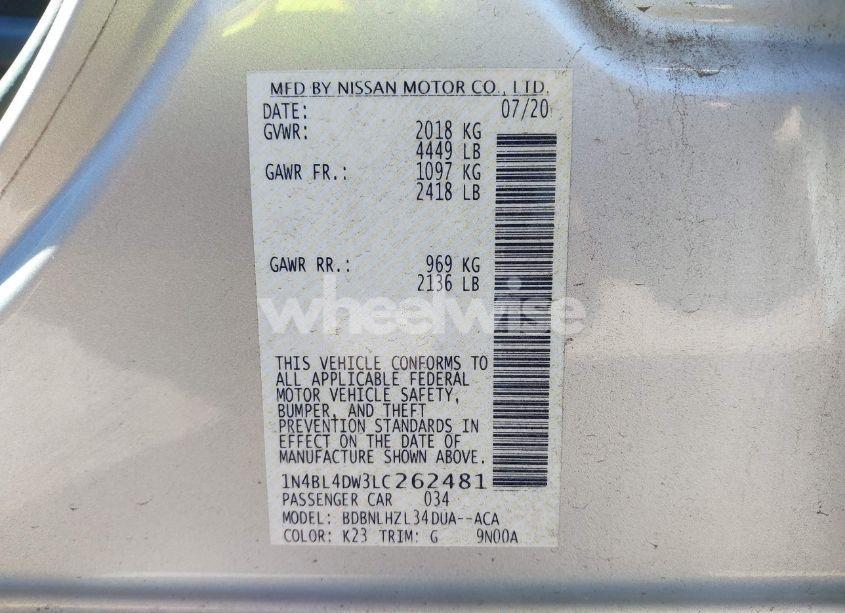 MFD BY NISSAN MOTOR CO., LTD.
DATE: 07/20
GVWR: 2018 KG
4449 LB
GAWR FR.: 1097 KG
2418 LB
GAWR RR.: 969 KG
2136 LB
wheelwise
THIS VEHICLE CONFORMS TO
ALL APPLICABLE FEDERAL
MOTOR VEHICLE SAFETY,
BUMPER, AND THEFT
PREVENTION STANDARDS IN
EFFECT ON THE DATE OF
MANUFACTURE SHOWN ABOVE.
1N4BL4DW3LC262481
PASSENGER CAR 034
MODEL: BDBNLHZL34DUA--ACA
COLOR: K23 TRIM: G 9N00A